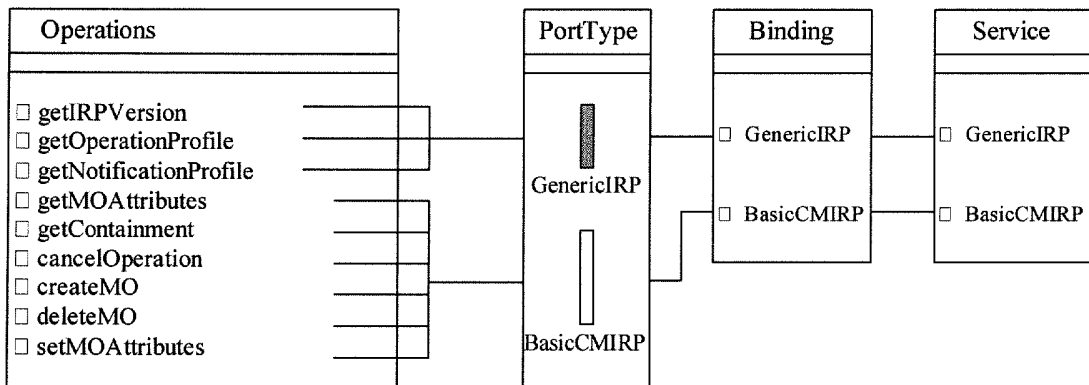 Operations
PortType
Binding
Service
getIRPVersion
getOperationProfile
getNotificationProfile
getMOAttributes
getContainment
cancelOperation
createMO
deleteMO
setMOAttributes
GenericIRP
BasicCMIRP
GenericIRP
BasicCMIRP
GenericIRP
BasicCMIRP